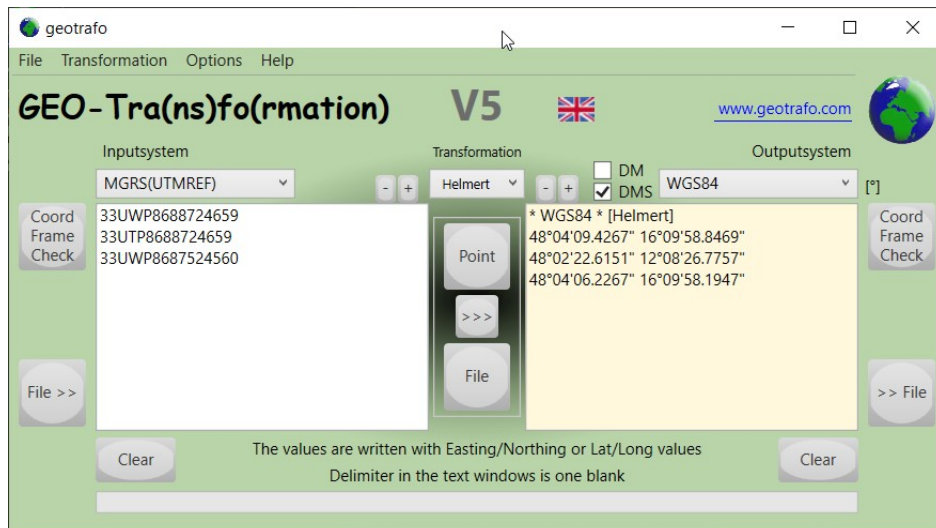 geotrafo
File Transformation Options Help
GEO-Tra(ns)fo(rmation) V5
www.geotrafo.com
Inputsystem
Transformation
Outputsystem
MGRS(UTMREF)
- +
Helmert
- +
DM
DMS
WGS84
[°]
Coord
Frame
Check
33UWP8688724659
33UTP8688724659
33UWP8687524560
Point
>>>
File
* WGS84 * [Helmert]
48°04'09.4267" 16°09'58.8469"
48°02'22.6151" 12°08'26.7757"
48°04'06.2267" 16°09'58.1947"
Coord
Frame
Check
File >>
>> File
Clear
The values are written with Easting/Northing or Lat/Long values
Delimiter in the text windows is one blank
Clear